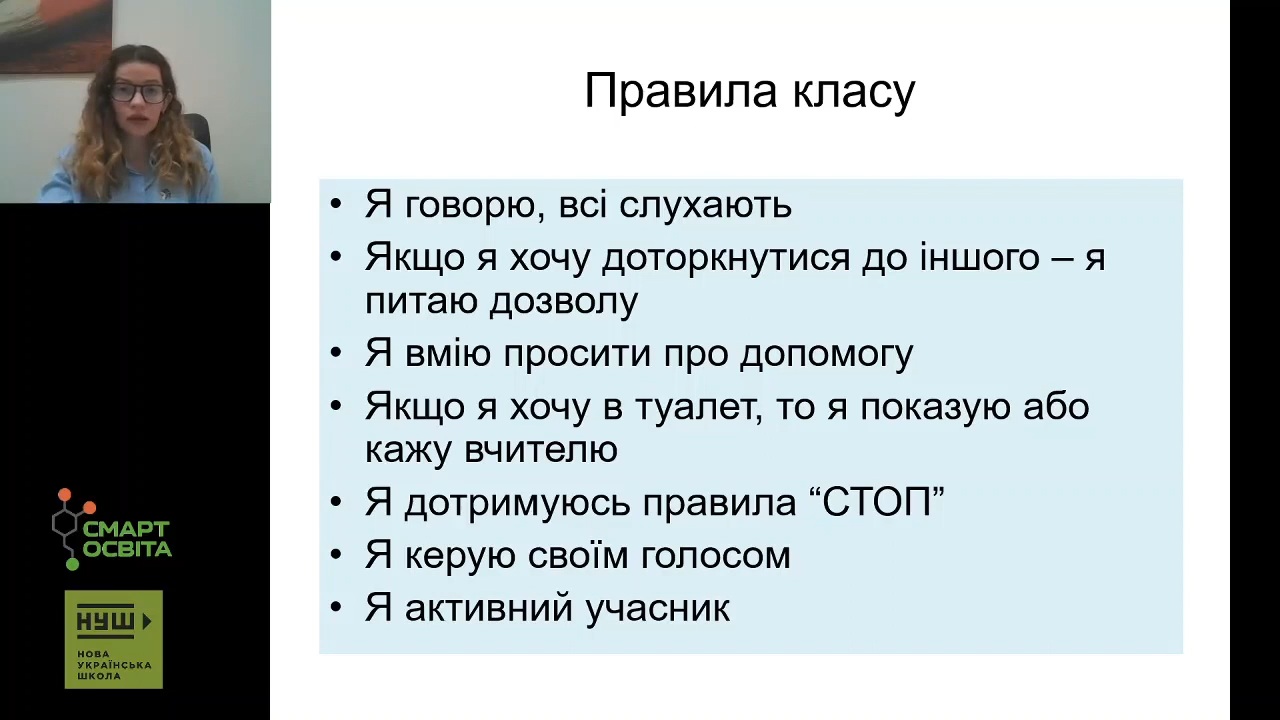 Правила класу
• Я говорю, всі слухають
• Якщо я хочу доторкнутися до іншого – я
питаю дозволу
• Я вмію просити про допомогу
• Якщо я хочу в туалет, то я показую або
кажу вчителю
• Я дотримуюсь правила “СТОП”
• Я керую своїм голосом
• Я активний учасник
СМАРТ
ОСВІТА
НУШ
НОВА
УКРАЇНСЬКА
ШКОЛА